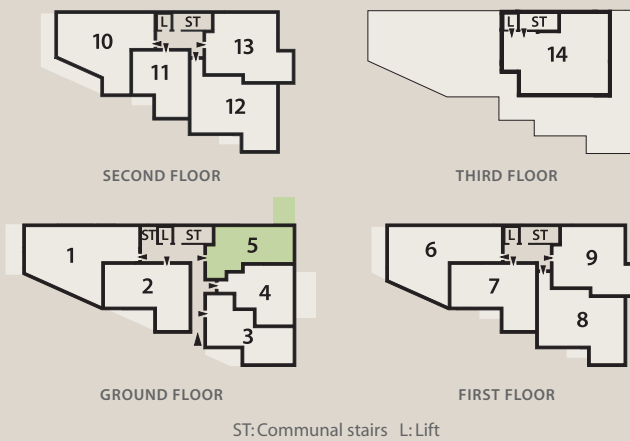 L ST
10
13
11
12
SECOND FLOOR
L ST
14
THIRD FLOOR
ST L ST
1
5
2
4
3
GROUND FLOOR
L ST
6
9
7
8
FIRST FLOOR
ST: Communal stairs L: Lift